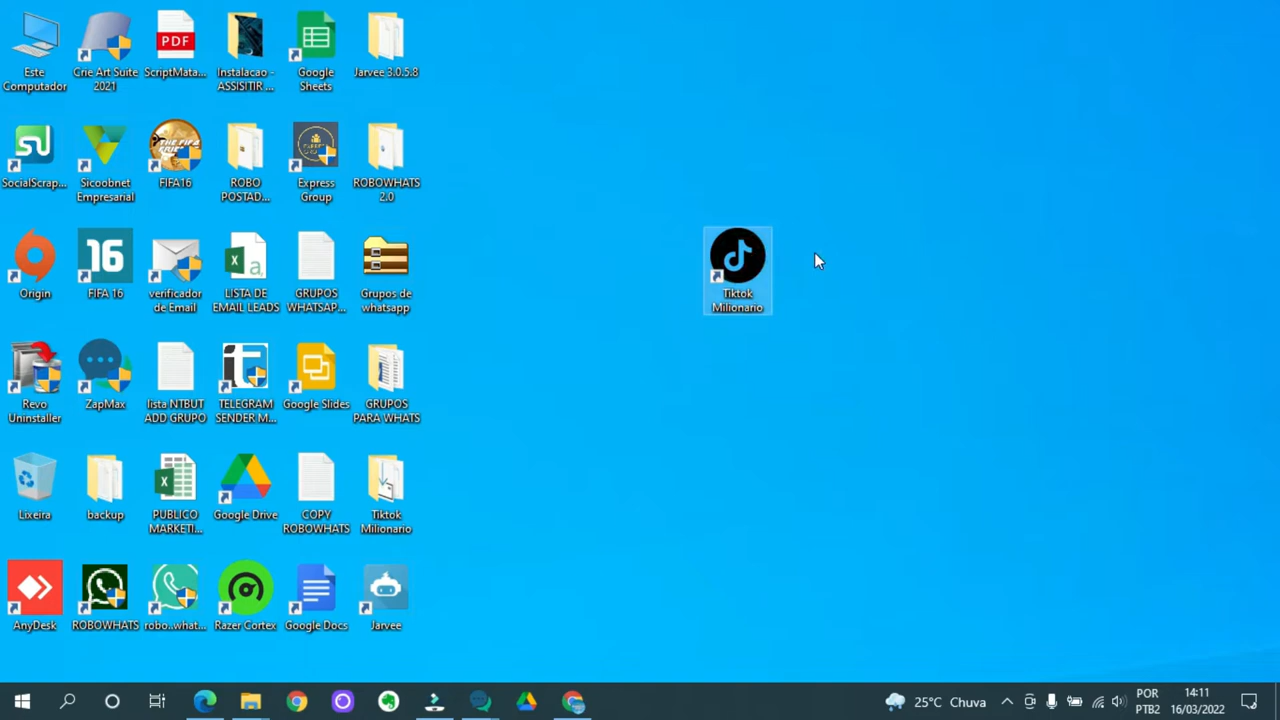 Este
Computador
Crie Art Suite
2021
PDF
ScriptMata...
Instalacao -
ASSISITIR ...
Google
Sheets
Jarvee 3.0.5.8
SocialScrap...
Sicoobnet
Empresarial
FIFA16
ROBO
POSTAD...
Express
Group
ROBOWHATS
2.0
Origin
16
FIFA 16
verificador
de Email
X
a
LISTA DE
EMAIL LEADS
GRUPOS
WHATSAP...
Grupos de
whatsapp
Tiktok
Milionario
Revo
Uninstaller
ZapMax
lista NTBUT
ADD GRUPO
TELEGRAM
SENDER M...
Google Slides
GRUPOS
PARA WHATS
Lixeira
backup
X
PUBLICO
MARKETI...
Google Drive
COPY
ROBOWHATS
Tiktok
Milionario
AnyDesk
ROBOWHATS
robo..what...
Razer Cortex
Google Docs
Jarvee
25°C Chuva
POR
PTB2
14:11
16/03/2022